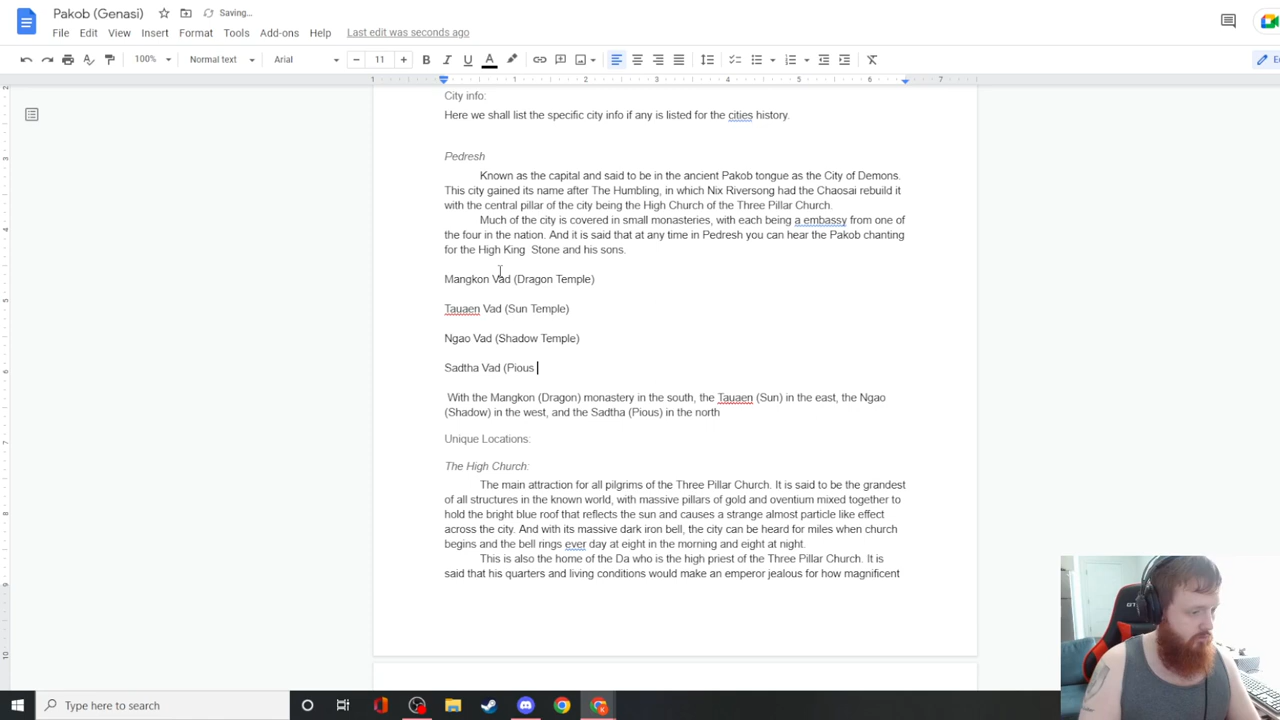 Pakob (Genasi)
Saving...
File Edit View Insert Format Tools Add-ons Help Last edit was seconds ago
100% Normal text Arial 11
1 1 2 3 4 5 6 7
City info:
Here we shall list the specific city info if any is listed for the cities history.
Pedresh
Known as the capital and said to be in the ancient Pakob tongue as the City of Demons.
This city gained its name after The Humbling, in which Nix Riversong had the Chaosai rebuild it
with the central pillar of the city being the High Church of the Three Pillar Church.
Much of the city is covered in small monasteries, with each being a embassy from one of
the four in the nation. And it is said that at any time in Pedresh you can hear the Pakob chanting
for the High King Stone and his sons.
Mangkon Vad (Dragon Temple)
Tauaen Vad (Sun Temple)
Ngao Vad (Shadow Temple)
Sadtha Vad (Pious
With the Mangkon (Dragon) monastery in the south, the Tauaen (Sun) in the east, the Ngao
(Shadow) in the west, and the Sadtha (Pious) in the north
Unique Locations.
The High Church:
The main attraction for all pilgrims of the Three Pillar Church. It is said to be the grandest
of all structures in the known world, with massive pillars of gold and oventium mixed together to
hold the bright blue roof that reflects the sun and causes a strange almost particle like effect
across the city. And with its massive dark iron bell, the city can be heard for miles when church
begins and the bell rings ever day at eight in the morning and eight at night.
This is also the home of the Da who is the high priest of the Three Pillar Church. It is
said that his quarters and living conditions would make an emperor jealous for how magnificent
Type here to search